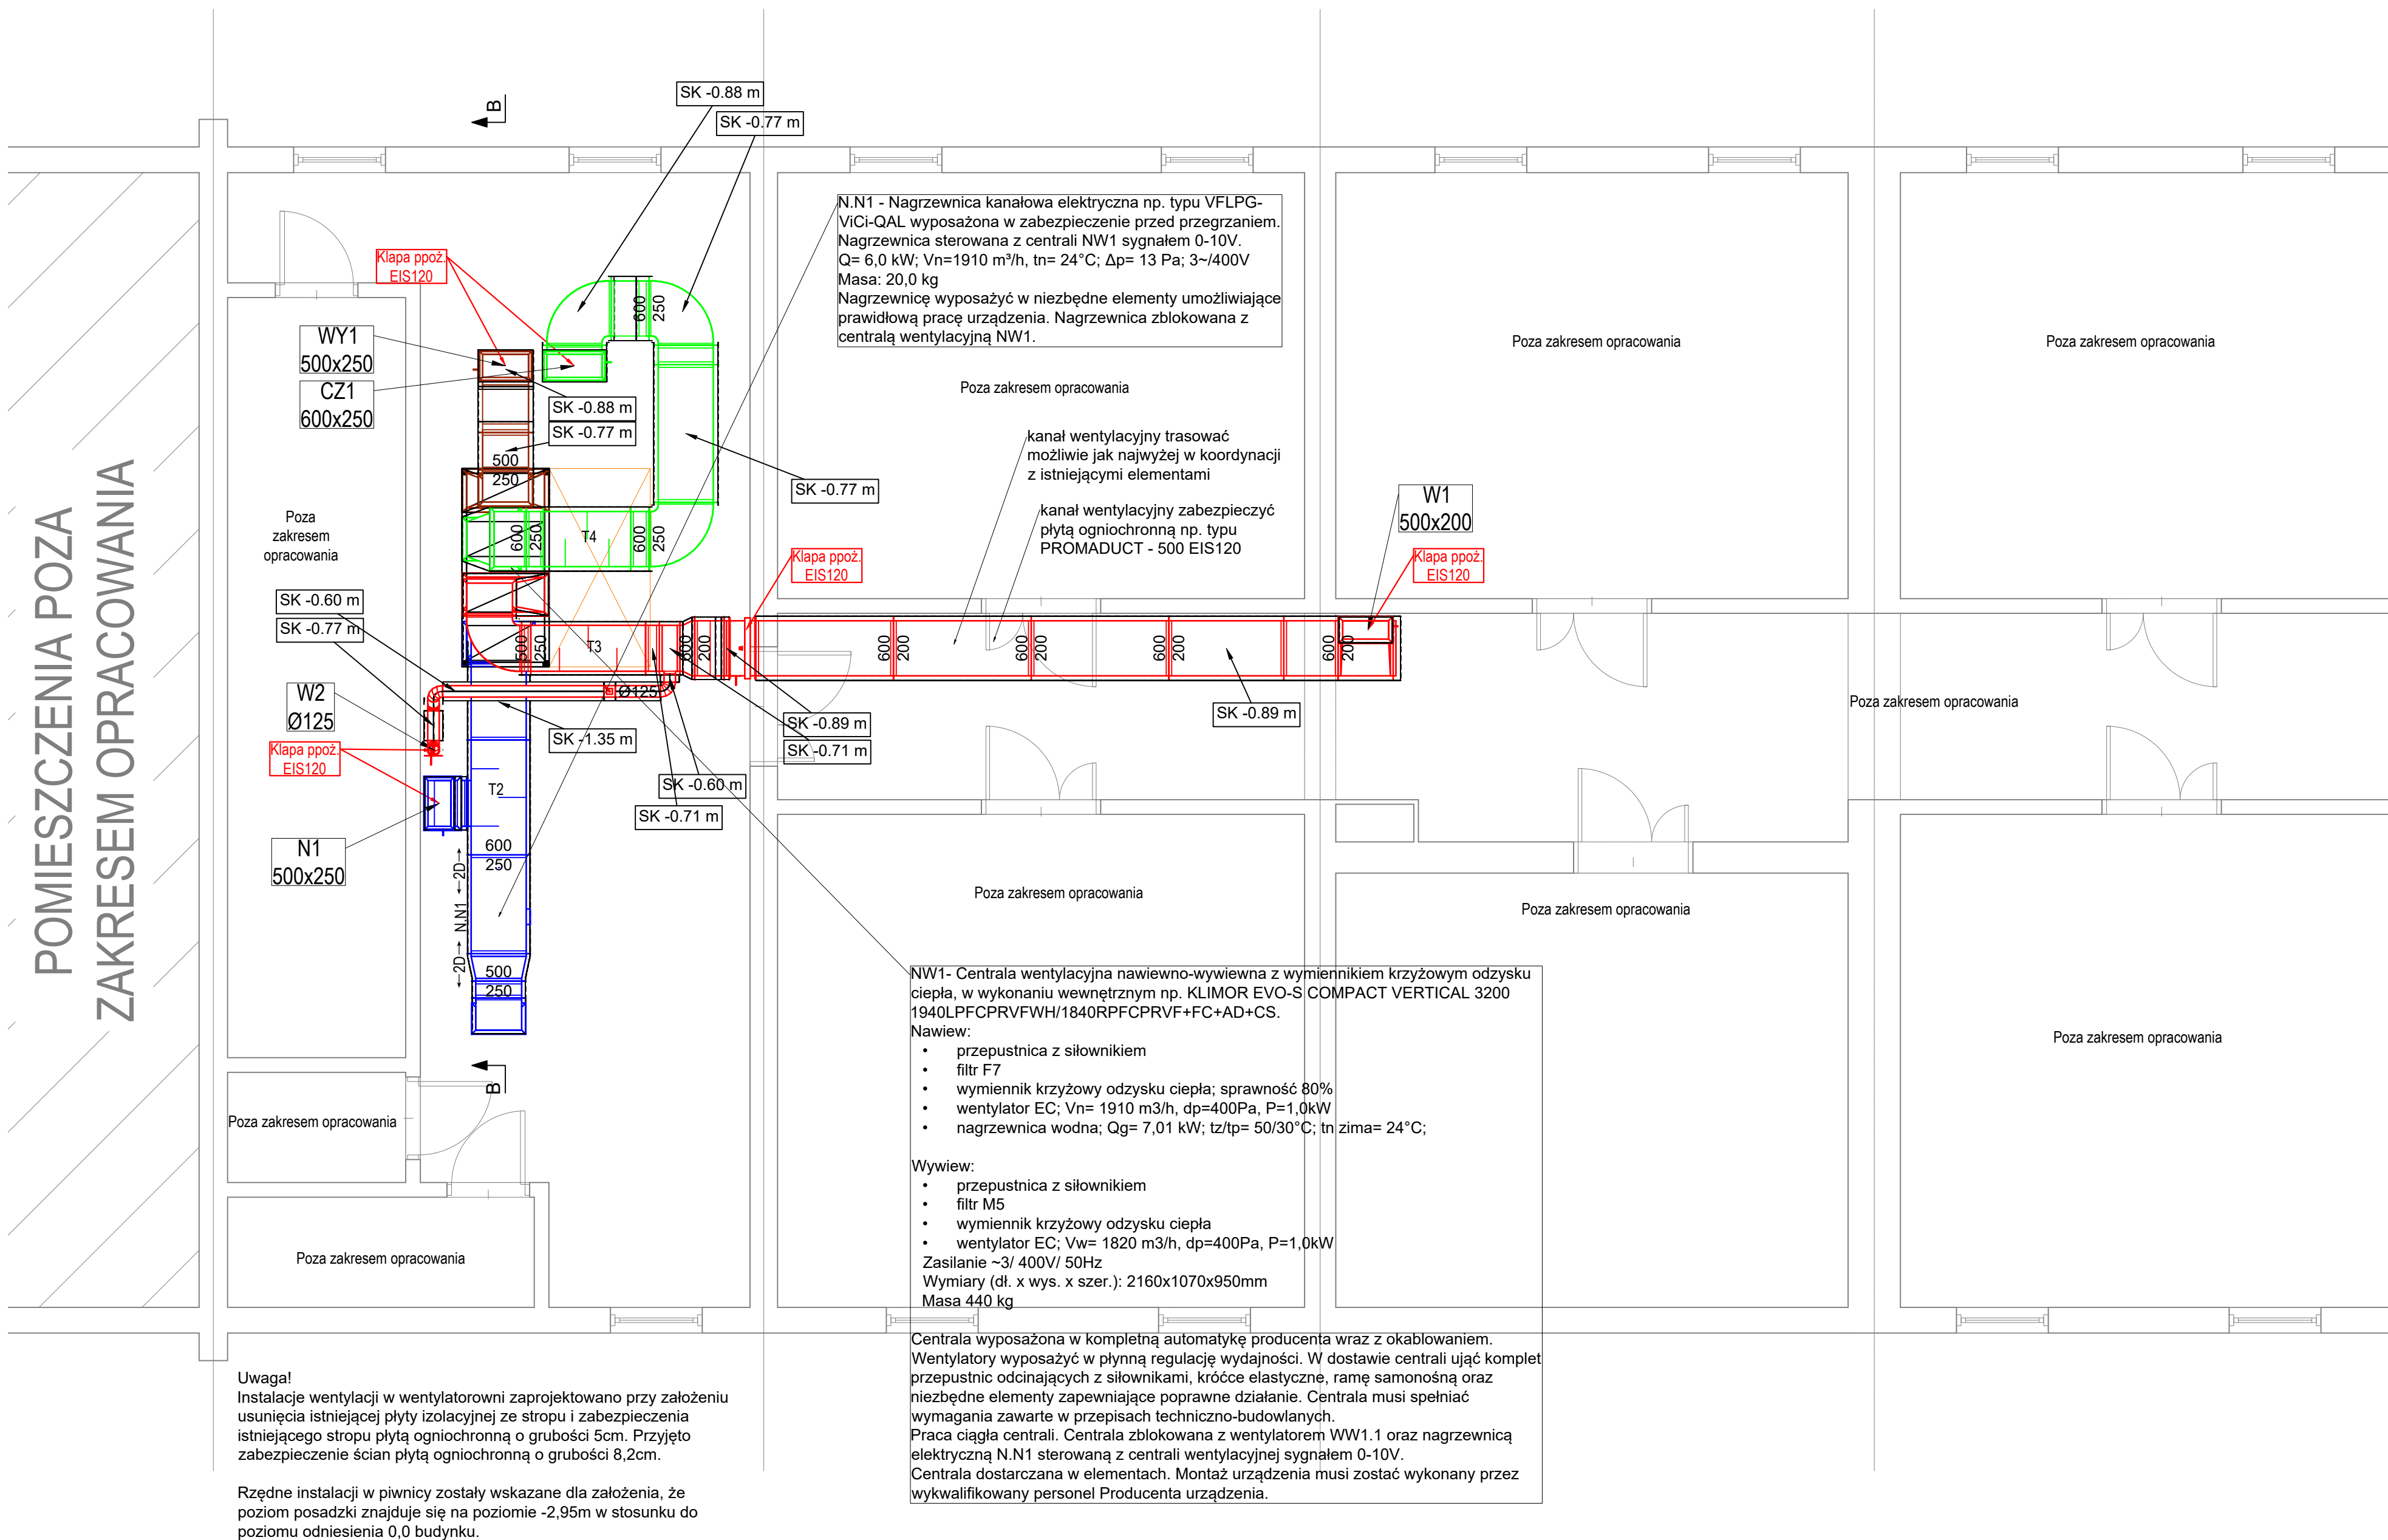 SK -0.88 m
SK -0.77 m
B
N.N1 - Nagrzewnica kanałowa elektryczna np. typu VFLPG-
ViCi-QAL wyposażona w zabezpieczenie przed przegrzaniem.
Nagrzewnica sterowana z centrali NW1 sygnałem 0-10V.
Q= 6,0 kW; Vn=1910 m³/h, tn= 24°C; Δp= 13 Pa; 3~/400V
Masa: 20,0 kg
Nagrzewnicę wyposażyć w niezbędne elementy umożliwiające
prawidłową pracę urządzenia. Nagrzewnica zblokowana z
centralą wentylacyjną NW1.
Klapa ppoż.
EIS120
600
250
WY1
500x250
CZ1
600x250
SK -0.88 m
SK -0.77 m
500
250
Poza zakresem opracowania
Poza zakresem opracowania
Poza zakresem opracowania
kanał wentylacyjny trasować
możliwie jak najwyżej w koordynacji
z istniejącymi elementami
SK -0.77 m
kanał wentylacyjny zabezpieczyć
płytą ogniochronną np. typu
PROMADUCT - 500 EIS120
W1
500x200
Klapa ppoż.
EIS120
Klapa ppoż.
EIS120
POMIESZCZENIA POZA
ZAKRESEM OPRACOWANIA
Poza
zakresem
opracowania
600
250
T4
600
250
SK -0.60 m
SK -0.77 m
500
250
T3
600
200
600
200
600
200
600
200
600
200
W2
Ø125
Ø125
Klapa ppoż.
EIS120
SK -1.35 m
SK -0.89 m
SK -0.71 m
SK -0.89 m
SK -0.60 m
SK -0.71 m
Poza zakresem opracowania
T2
N1
500x250
600
250
2D
N.N1
2D
500
250
Poza zakresem opracowania
Poza zakresem opracowania
Poza zakresem opracowania
B
Poza zakresem opracowania
Poza zakresem opracowania
NW1- Centrala wentylacyjna nawiewno-wywiewna z wymiennikiem krzyżowym odzysku
ciepła, w wykonaniu wewnętrznym np. KLIMOR EVO-S COMPACT VERTICAL 3200
1940LPFCPRVFWH/1840RPFCPRVF+FC+AD+CS.
Nawiew:
• przepustnica z siłownikiem
• filtr F7
• wymiennik krzyżowy odzysku ciepła; sprawność 80%
• wentylator EC; Vn= 1910 m3/h, dp=400Pa, P=1,0kW
• nagrzewnica wodna; Qg= 7,01 kW; tz/tp= 50/30°C; tn zima= 24°C;
Wywiew:
• przepustnica z siłownikiem
• filtr M5
• wymiennik krzyżowy odzysku ciepła
• wentylator EC; Vw= 1820 m3/h, dp=400Pa, P=1,0kW
Zasilanie ~3/ 400V/ 50Hz
Wymiary (dł. x wys. x szer.): 2160x1070x950mm
Masa 440 kg
Centrala wyposażona w kompletną automatykę producenta wraz z okablowaniem.
Wentylatory wyposażyć w płynną regulację wydajności. W dostawie centrali ująć komplet
przepustnic odcinających z siłownikami, króćce elastyczne, ramę samonośną oraz
niezbędne elementy zapewniające poprawne działanie. Centrala musi spełniać
wymagania zawarte w przepisach techniczno-budowlanych.
Praca ciągła centrali. Centrala zblokowana z wentylatorem WW1.1 oraz nagrzewnicą
elektryczną N.N1 sterowaną z centrali wentylacyjnej sygnałem 0-10V.
Centrala dostarczana w elementach. Montaż urządzenia musi zostać wykonany przez
wykwalifikowany personel Producenta urządzenia.
Uwaga!
Instalacje wentylacji w wentylatorowni zaprojektowano przy założeniu
usunięcia istniejącej płyty izolacyjnej ze stropu i zabezpieczenia
istniejącego stropu płytą ogniochronną o grubości 5cm. Przyjęto
zabezpieczenie ścian płytą ogniochronną o grubości 8,2cm.
Rzędne instalacji w piwnicy zostały wskazane dla założenia, że
poziom posadzki znajduje się na poziomie -2,95m w stosunku do
poziomu odniesienia 0,0 budynku.